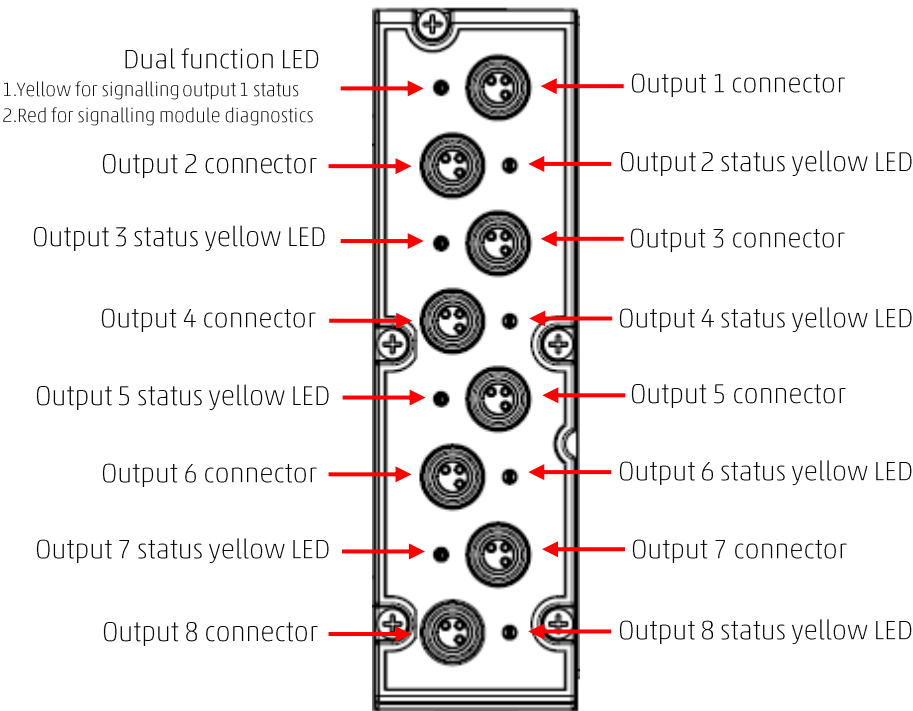 Dual function LED
1.Yellow for signalling output 1 status
2.Red for signalling module diagnostics
Output 1 connector
Output 2 connector
Output 2 status yellow LED
Output 3 status yellow LED
Output 3 connector
Output 4 connector
Output 4 status yellow LED
Output 5 status yellow LED
Output 5 connector
Output 6 connector
Output 6 status yellow LED
Output 7 status yellow LED
Output 7 connector
Output 8 connector
Output 8 status yellow LED